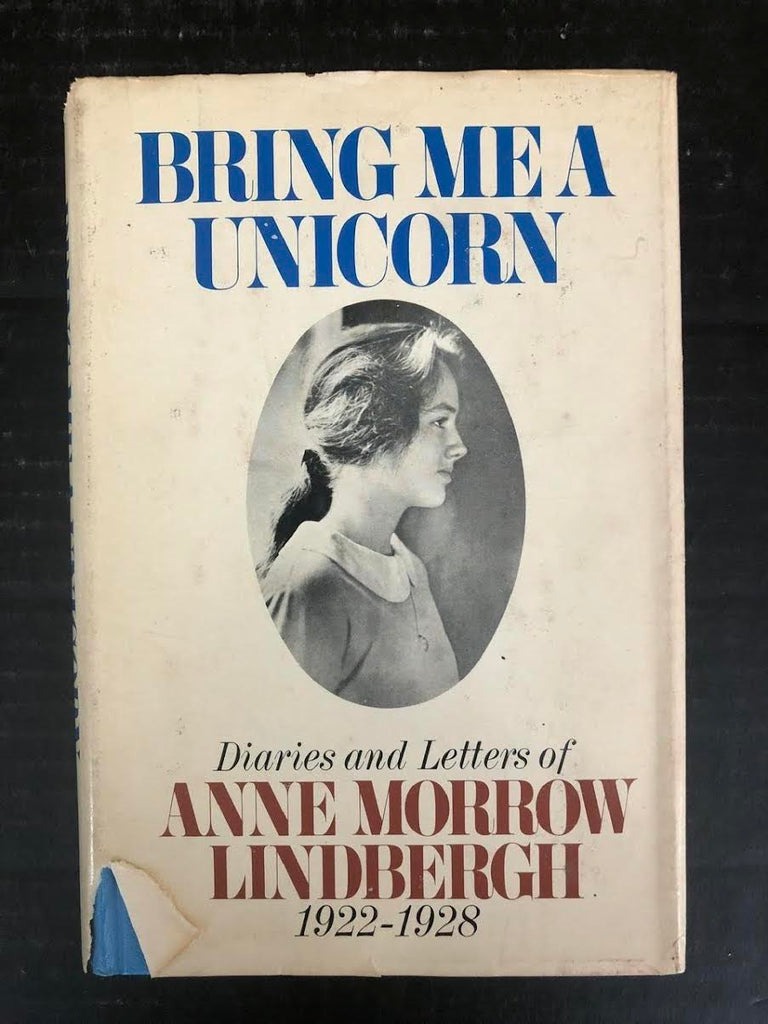 BRING ME A
UNICORN
Diaries and Letters of
ANNE MORROW
LINDBERGH
1922-1928